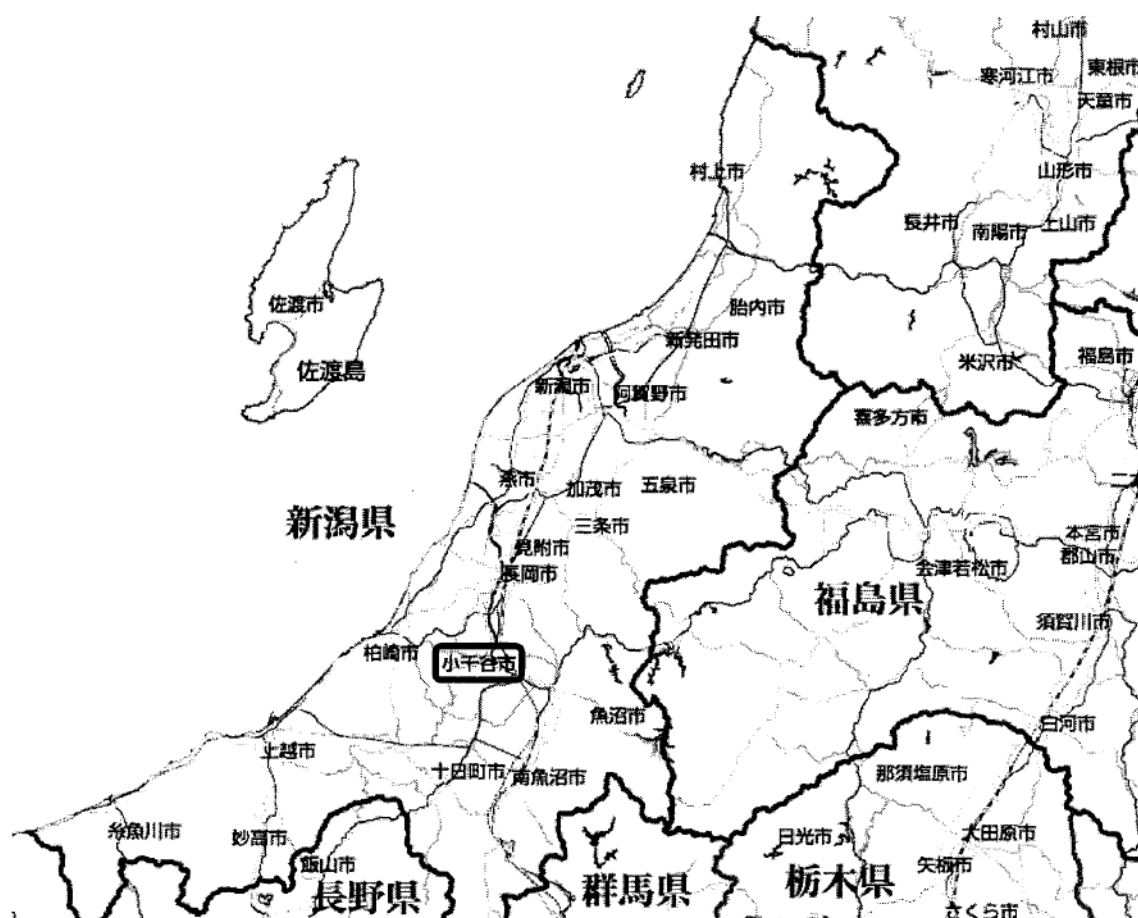 村山市
東根市
寒河江市
天童市
村上市
山形市
長井市
南陽市
上山市
佐渡市
胎内市
新発田市
佐渡島
米沢市
福島市
新潟市
阿賀野市
喜多方市
燕市
加茂市
五泉市
新潟県
三条市
本宮市
見附市
郡山市
長岡市
会津若松市
福島県
須賀川市
柏崎市
小千谷市
魚沼市
白河市
上越市
十日町市
南魚沼市
那須塩原市
糸魚川市
妙高市
日光市
大田原市
飯山市
矢板市
長野県
群馬県
栃木県
さくら市